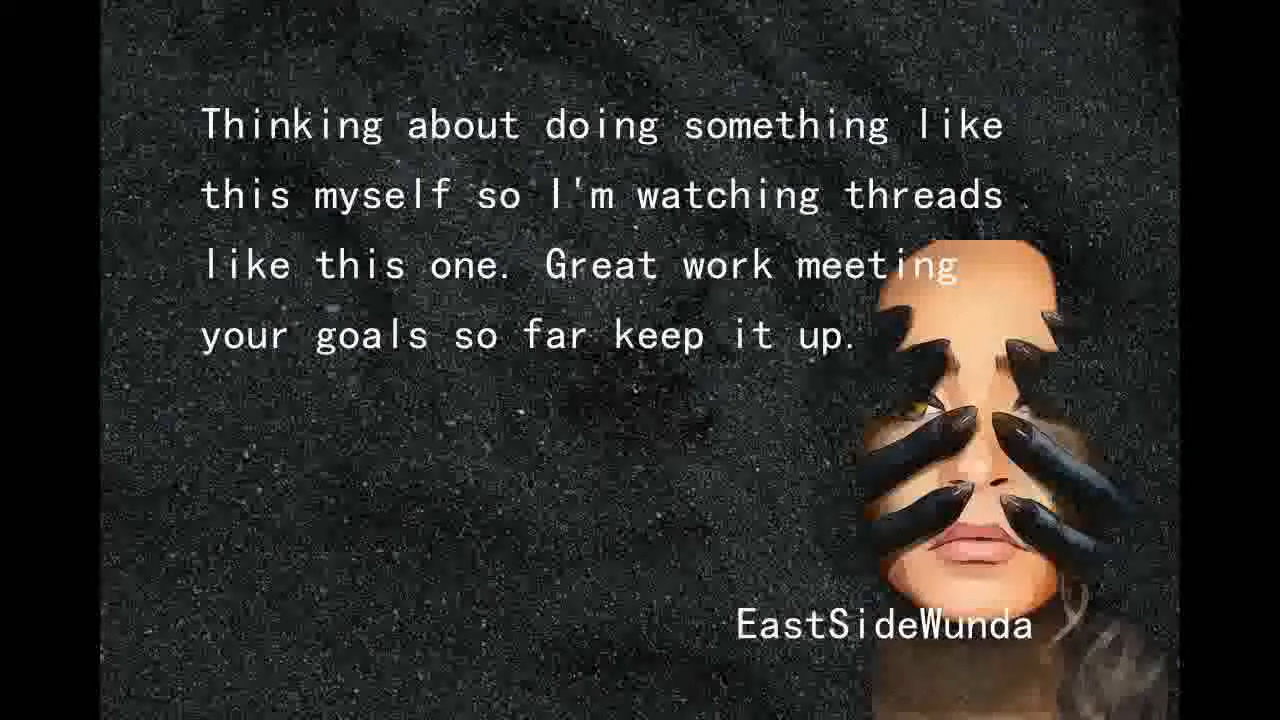 Thinking about doing something like
this myself so I'm watching threads
like this one. Great work meeting
your goals so far keep it up.
EastSideWunda